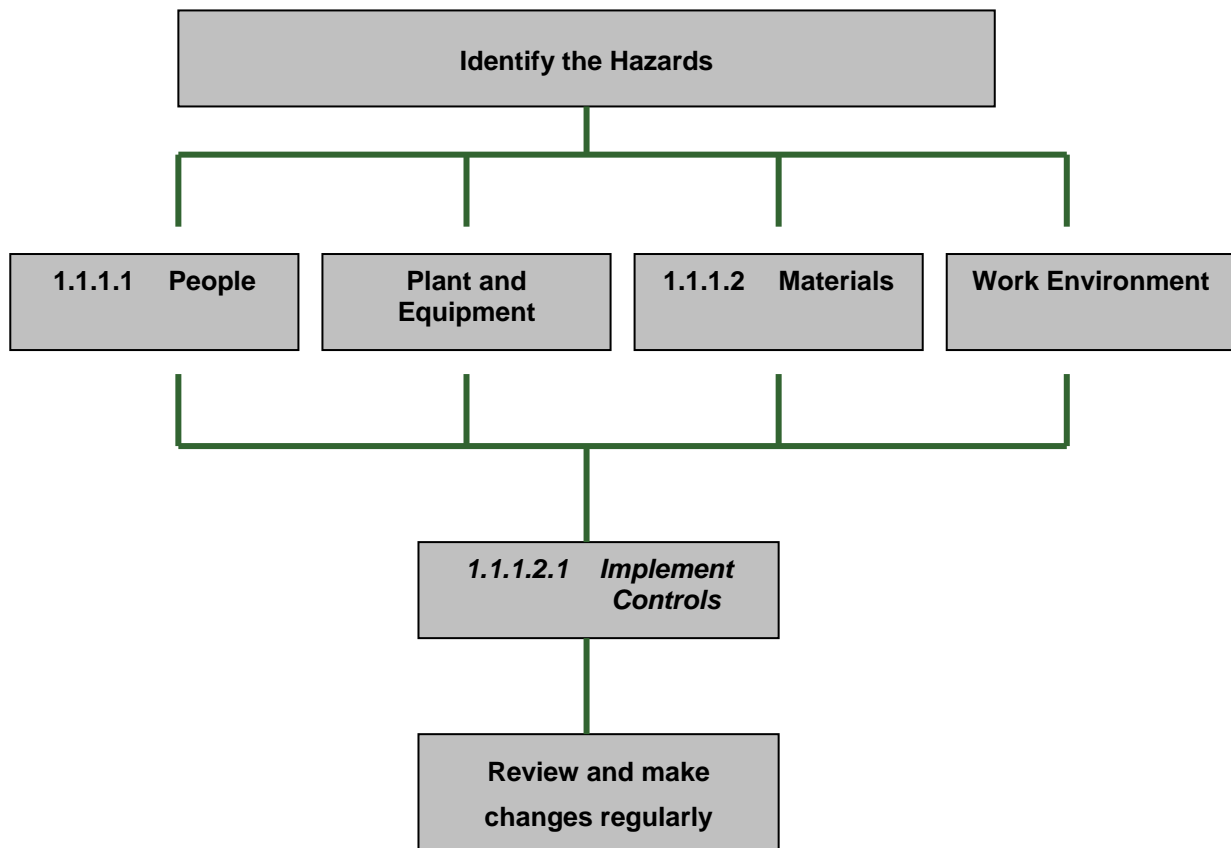 Identify the Hazards
1.1.1.1 People
Plant and
Equipment
1.1.1.2 Materials
Work Environment
1.1.1.2.1 Implement
Controls
Review and make
changes regularly